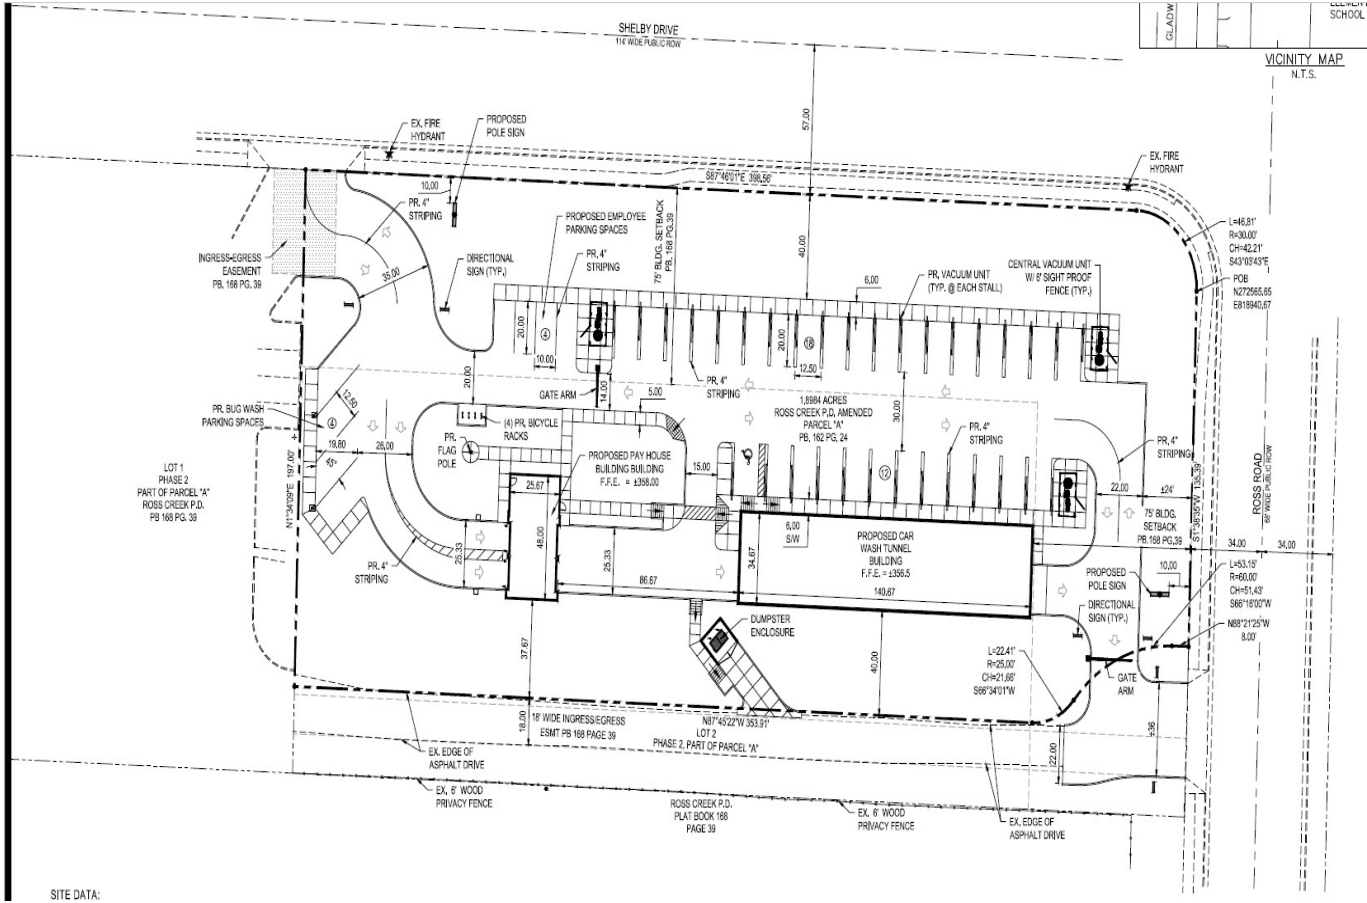 SHELBY DRIVE
114' WIDE PUBLIC ROW
GLADW
SCHOOL
VICINITY MAP
N.T.S.
57.00
EX. FIRE
HYDRANT
PROPOSED
POLE SIGN
EX. FIRE
HYDRANT
S87°46'01"E 398.56'
10.00
PR. 4"
STRIPING
PROPOSED EMPLOYEE
PARKING SPACES
75' BLDG. SETBACK
PB. 168 PG.39
40.00
L=46.81'
R=30.00'
CH=42.21'
S43°03'43"E
INGRESS-EGRESS
EASEMENT
PB. 168 PG. 39
35.00
DIRECTIONAL
SIGN (TYP.)
PR. 4"
STRIPING
6.00
PR. VACUUM UNIT
(TYP. @ EACH STALL)
CENTRAL VACUUM UNIT
W/ 6' SIGHT PROOF
FENCE (TYP.)
POB
N272565.65
E818940.67
20.00
4
10.00
20.00
18
12.50
20.00
GATE ARM
14.00
5.00
PR. 4"
STRIPING
30.00
1.8984 ACRES
ROSS CREEK P.D. AMENDED
PARCEL "A"
PB. 162 PG. 24
PR. BUG WASH
PARKING SPACES
12.50
4
19.80
26.00
45°
(4) PR. BICYCLE
RACKS
PR.
FLAG
POLE
PROPOSED PAY HOUSE
BUILDING BUILDING
F.F.E. = ±358.00
15.00
12
PR. 4"
STRIPING
PR. 4"
STRIPING
ROSS ROAD
68' WIDE PUBLIC ROW
LOT 1
PHASE 2
PART OF PARCEL "A"
ROSS CREEK P.D.
PB 168 PG. 39
N1°34'09"E 197.00'
25.67
22.00
±24'
75' BLDG.
SETBACK
PB.168 PG.39
S1°38'35"W 135.39'
48.00
6.00
S/W
PROPOSED CAR
WASH TUNNEL
BUILDING
F.F.E. = ±356.5
34.67
34.00
34.00
PR. 4"
STRIPING
25.33
25.33
86.67
140.67
PROPOSED
POLE SIGN
10.00
L=53.15'
R=60.00'
CH=51.43'
S66°16'00"W
DIRECTIONAL
SIGN (TYP.)
N88°21'25"W
8.00'
DUMPSTER
ENCLOSURE
37.67
40.00
L=22.41'
R=25.00'
CH=21.66'
S66°34'01"W
GATE
ARM
18.00
18' WIDE INGRESS/EGRESS
ESMT PB 168 PAGE 39
N87°45'22"W 353.91'
LOT 2
PHASE 2, PART OF PARCEL "A"
±36
22.00
EX. EDGE OF
ASPHALT DRIVE
EX. 6' WOOD
PRIVACY FENCE
ROSS CREEK P.D.
PLAT BOOK 168
PAGE 39
EX. 6' WOOD
PRIVACY FENCE
EX. EDGE OF
ASPHALT DRIVE
SITE DATA: